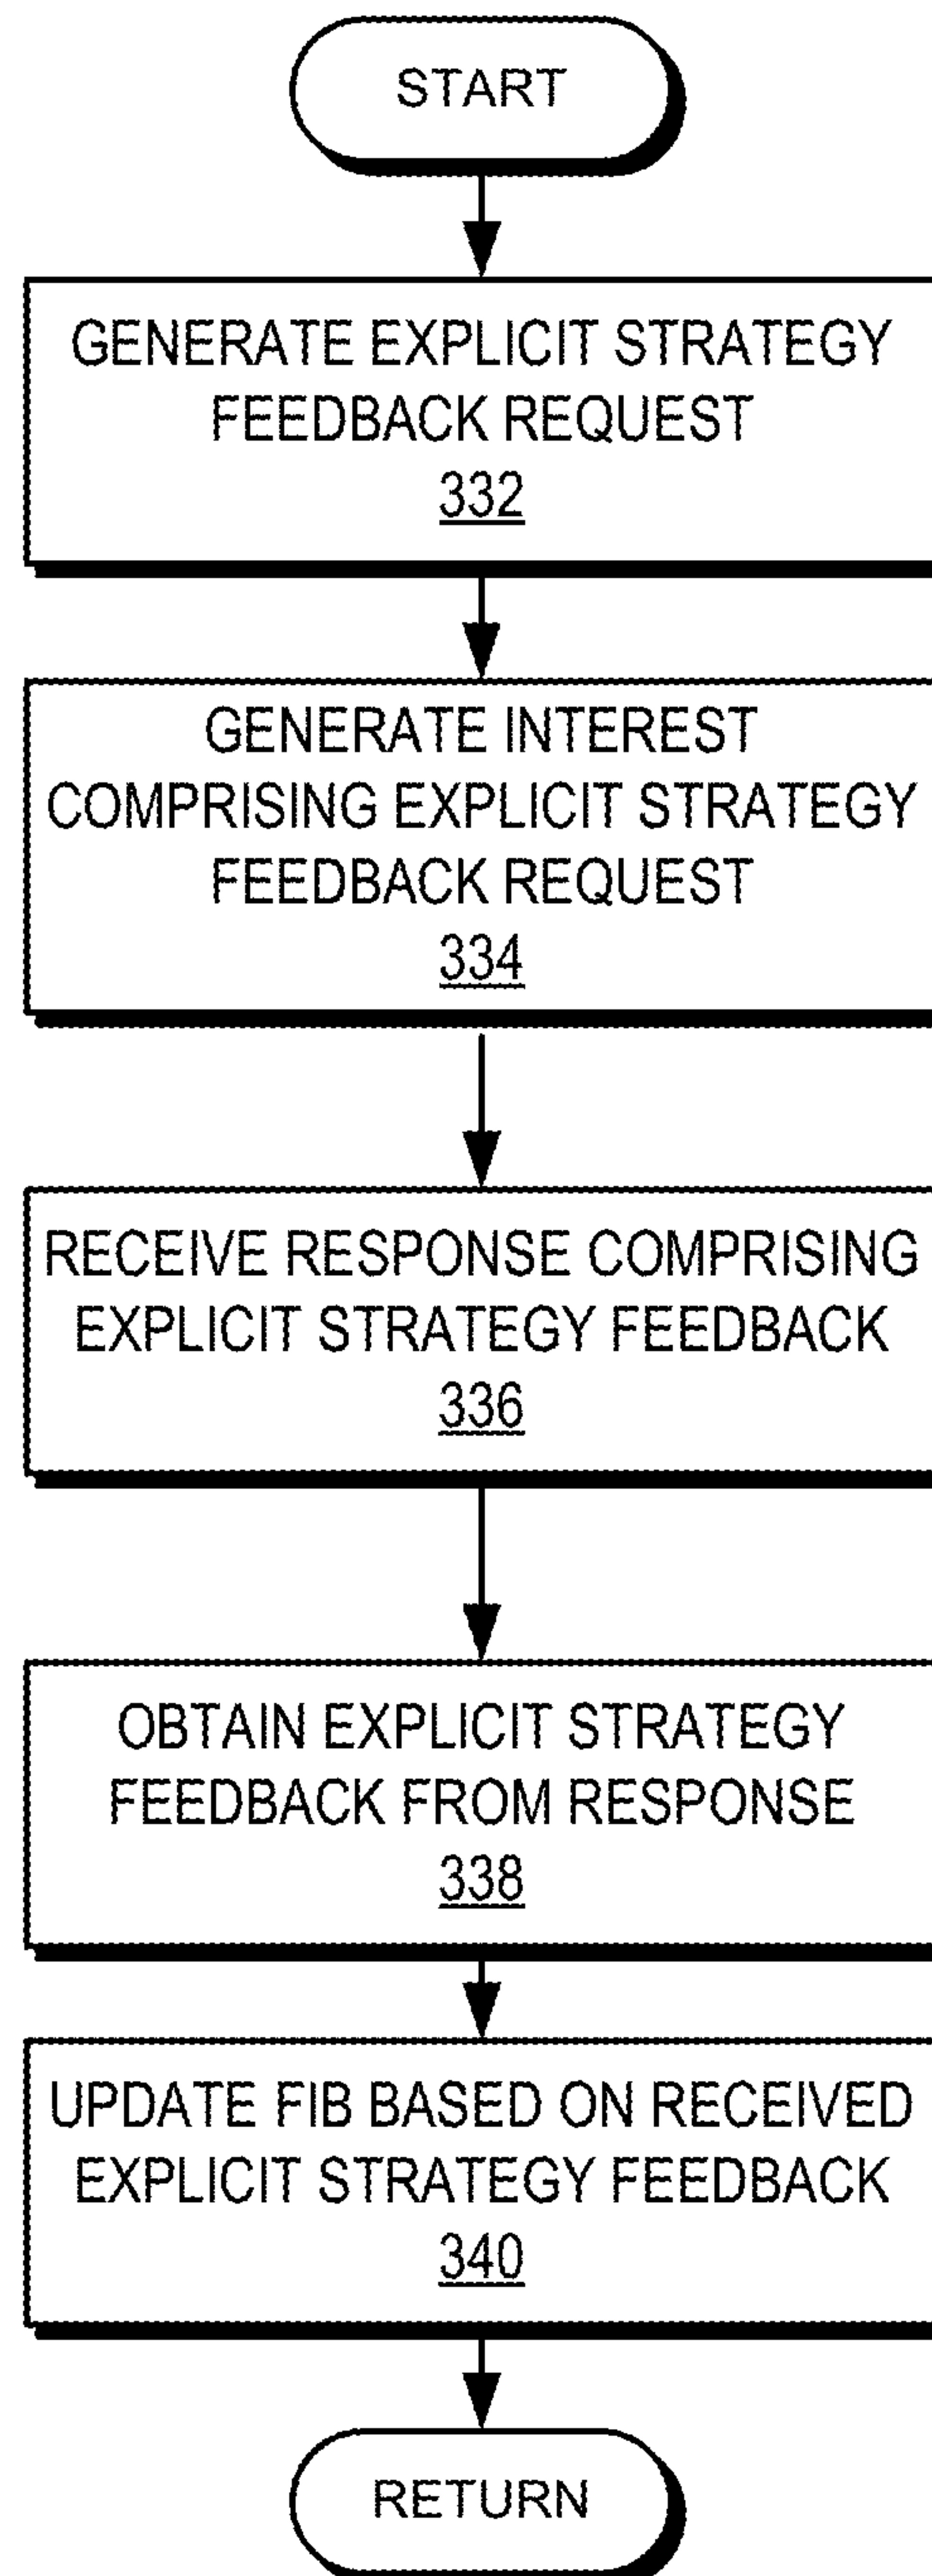 START
GENERATE EXPLICIT STRATEGY
FEEDBACK REQUEST
332
GENERATE INTEREST
COMPRISING EXPLICIT STRATEGY
FEEDBACK REQUEST
334
RECEIVE RESPONSE COMPRISING
EXPLICIT STRATEGY FEEDBACK
336
OBTAIN EXPLICIT STRATEGY
FEEDBACK FROM RESPONSE
338
UPDATE FIB BASED ON RECEIVED
EXPLICIT STRATEGY FEEDBACK
340
RETURN